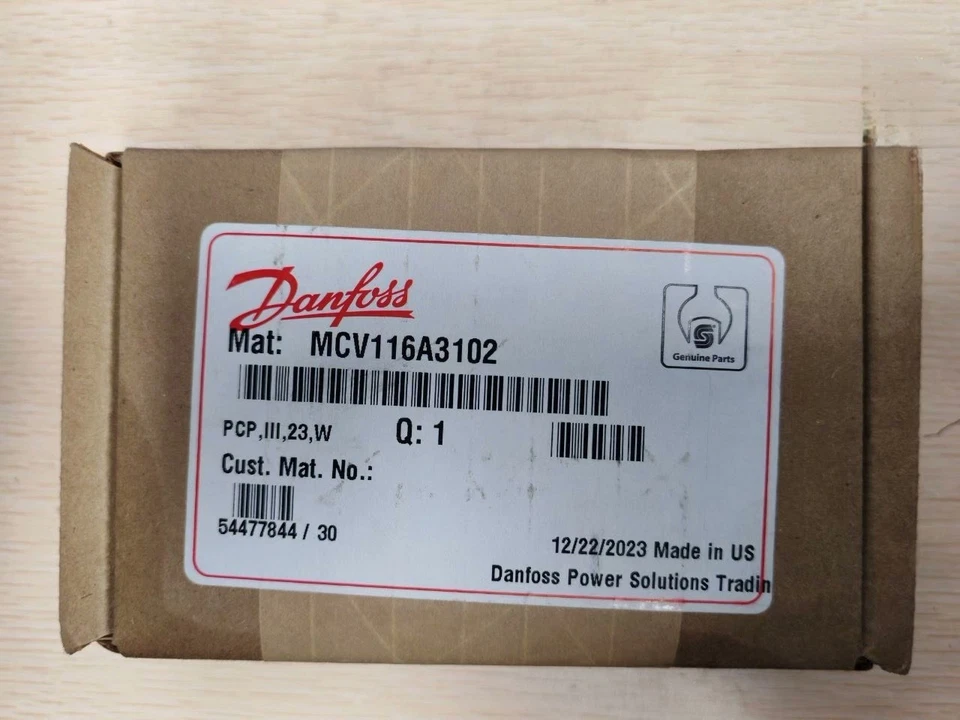 Danfoss
Mat: MCV116A3102
Genuine Parts
PCP,III,23,W Q: 1
Cust. Mat. No.:
54477844 / 30
12/22/2023 Made in US
Danfoss Power Solutions Tradin